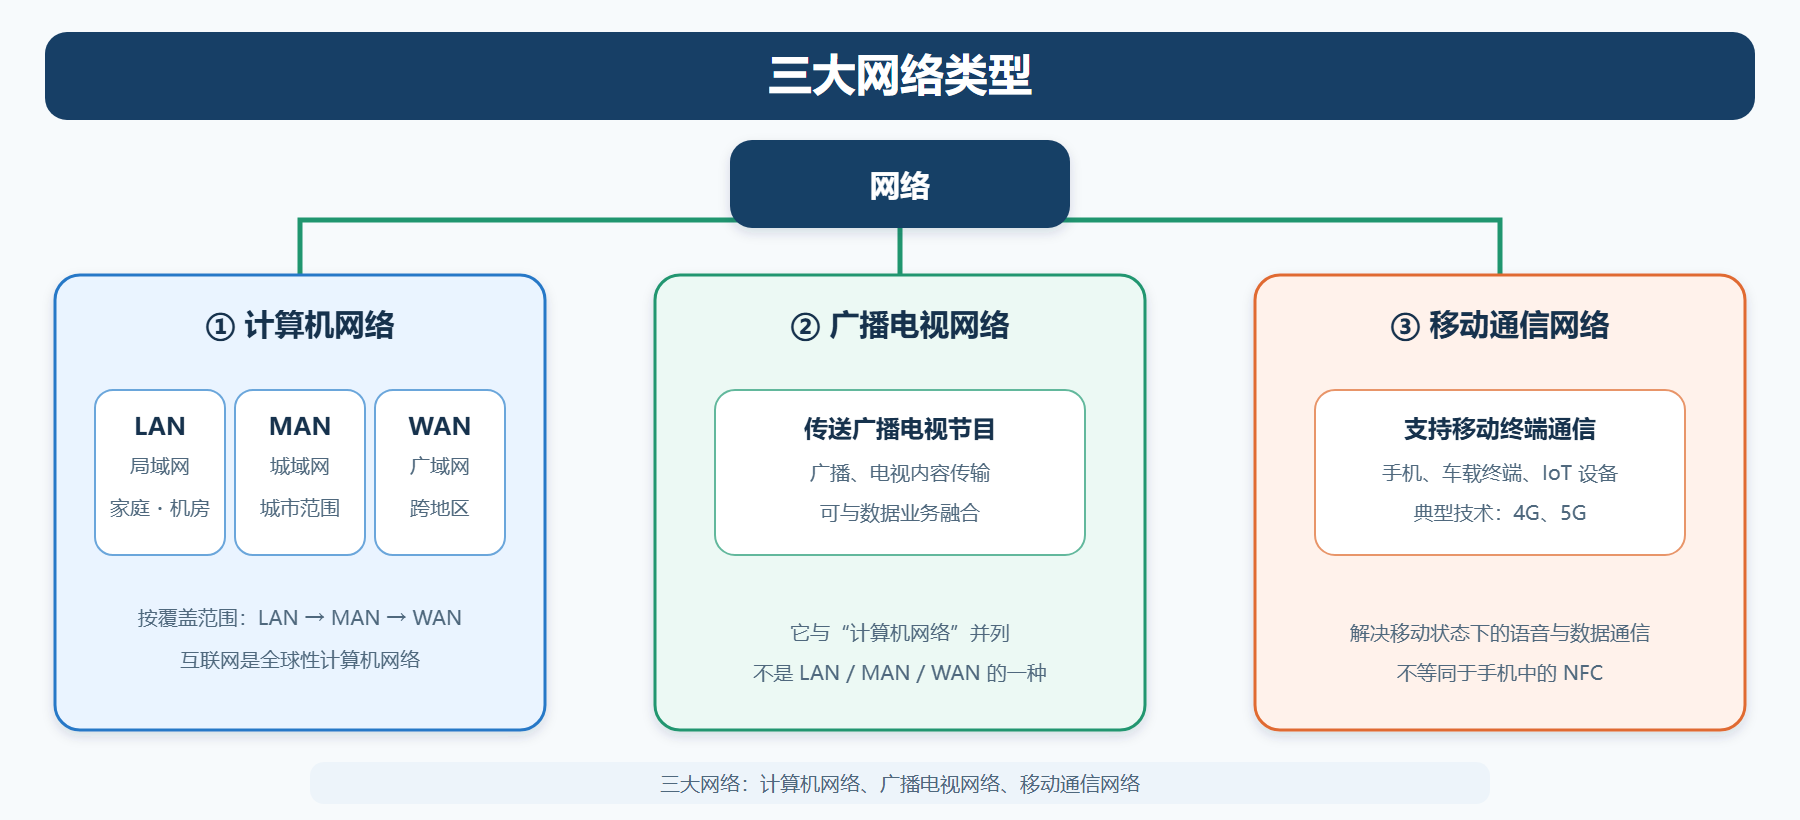 三大网络类型
网络
① 计算机网络
LAN
局域网
家庭 · 机房
MAN
城域网
城市范围
WAN
广域网
跨地区
按覆盖范围：LAN → MAN → WAN
互联网是全球性计算机网络
② 广播电视网络
传送广播电视节目
广播、电视内容传输
可与数据业务融合
它与“计算机网络”并列
不是 LAN / MAN / WAN 的一种
③ 移动通信网络
支持移动终端通信
手机、车载终端、IoT 设备
典型技术：4G、5G
解决移动状态下的语音与数据通信
不等同于手机中的 NFC
三大网络：计算机网络、广播电视网络、移动通信网络